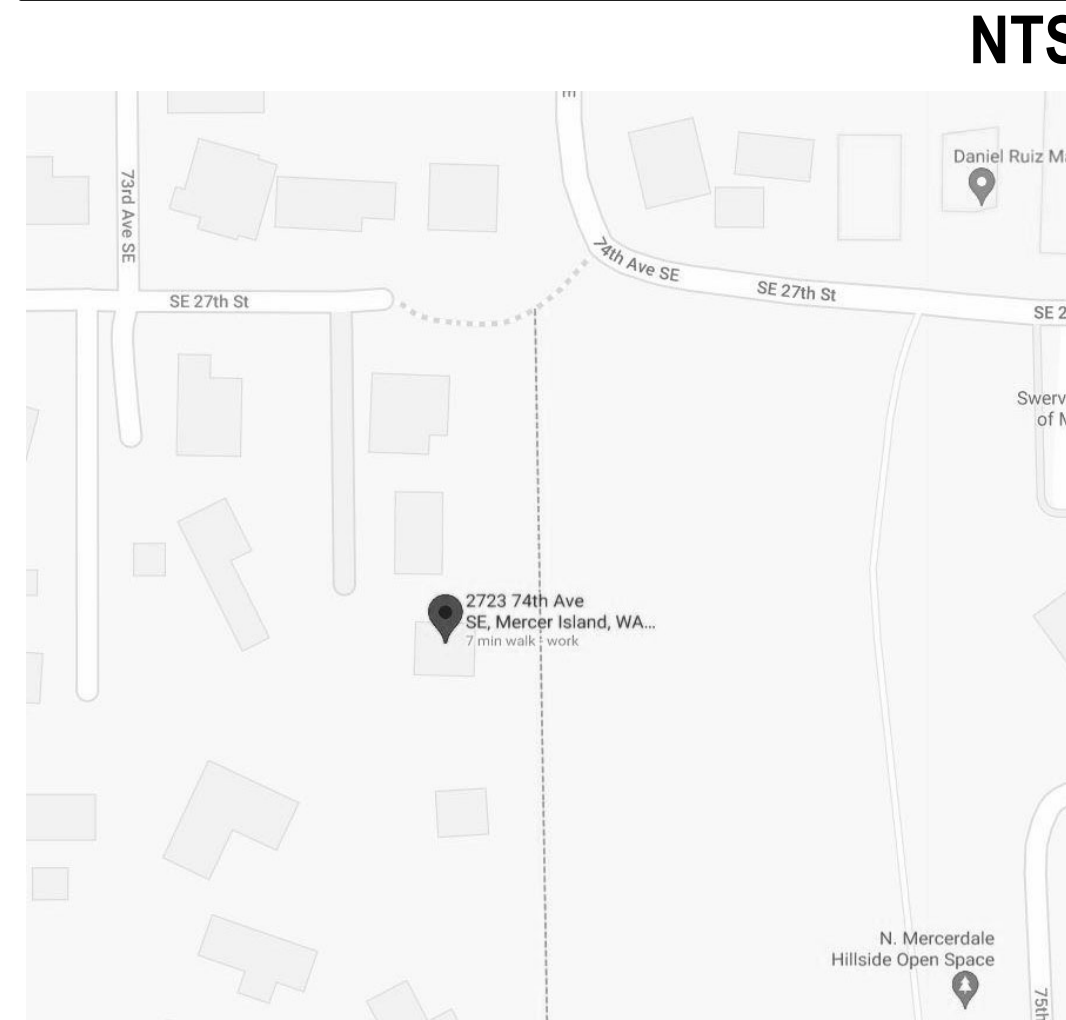 NTS
E
Daniel Ruiz Ma
73rd Ave SE
74th Ave SE
SE 27th St
SE 27th St
SE 2
Swerv
of M
2723 74th Ave
SE, Mercer Island, WA...
7 min walk · work
N. Mercerdale
Hillside Open Space
75th